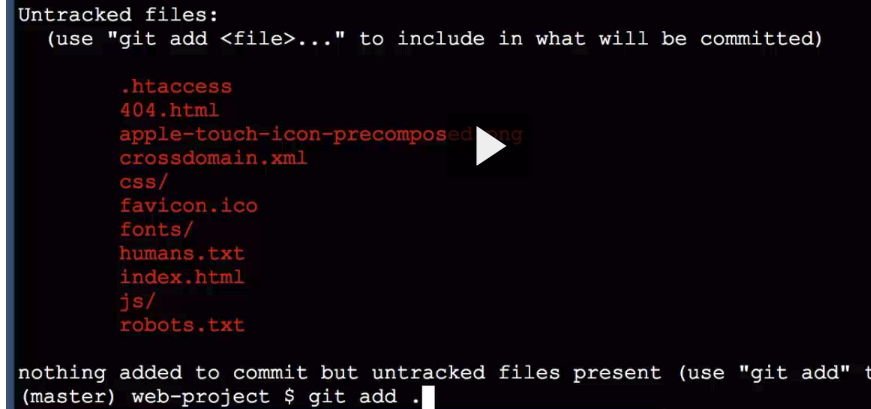 Untracked files:
(use "git add <file>..." to include in what will be committed)
.htaccess
404.html
apple-touch-icon-precomposed.png
crossdomain.xml
css/
favicon.ico
fonts/
humans.txt
index.html
js/
robots.txt
nothing added to commit but untracked files present (use "git add" t
(master) web-project $ git add .